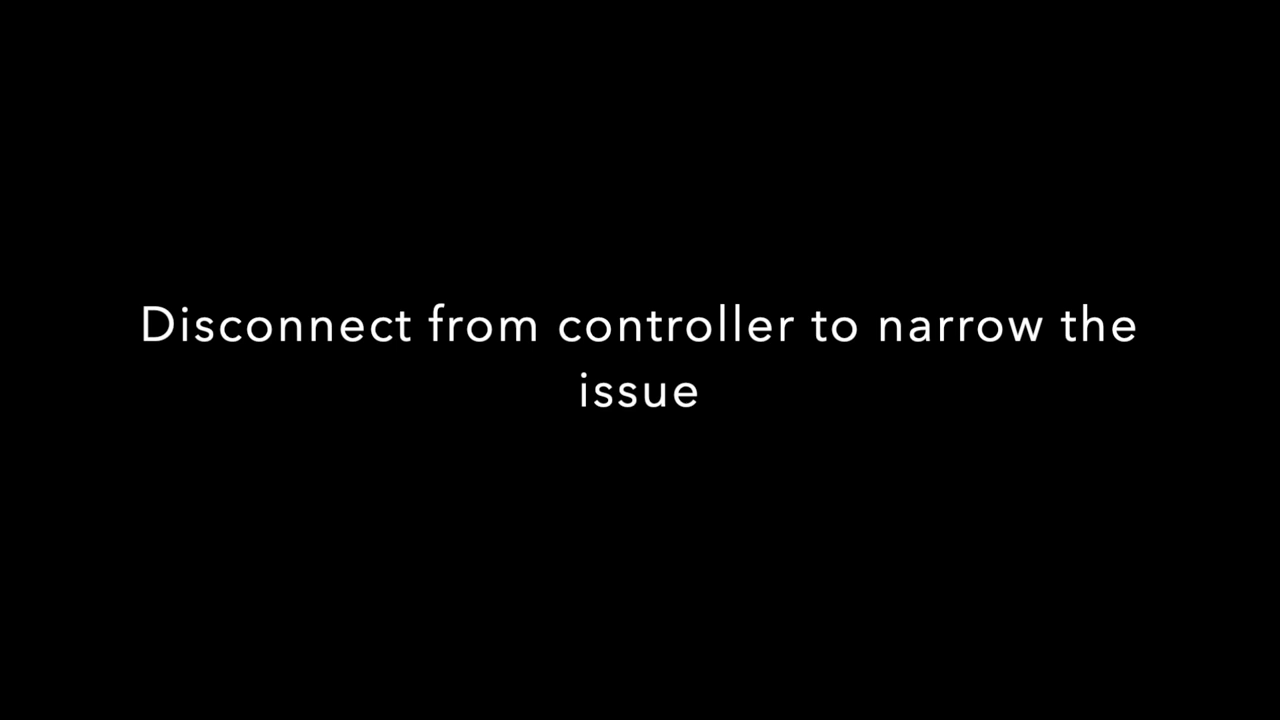 Disconnect from controller to narrow the
issue